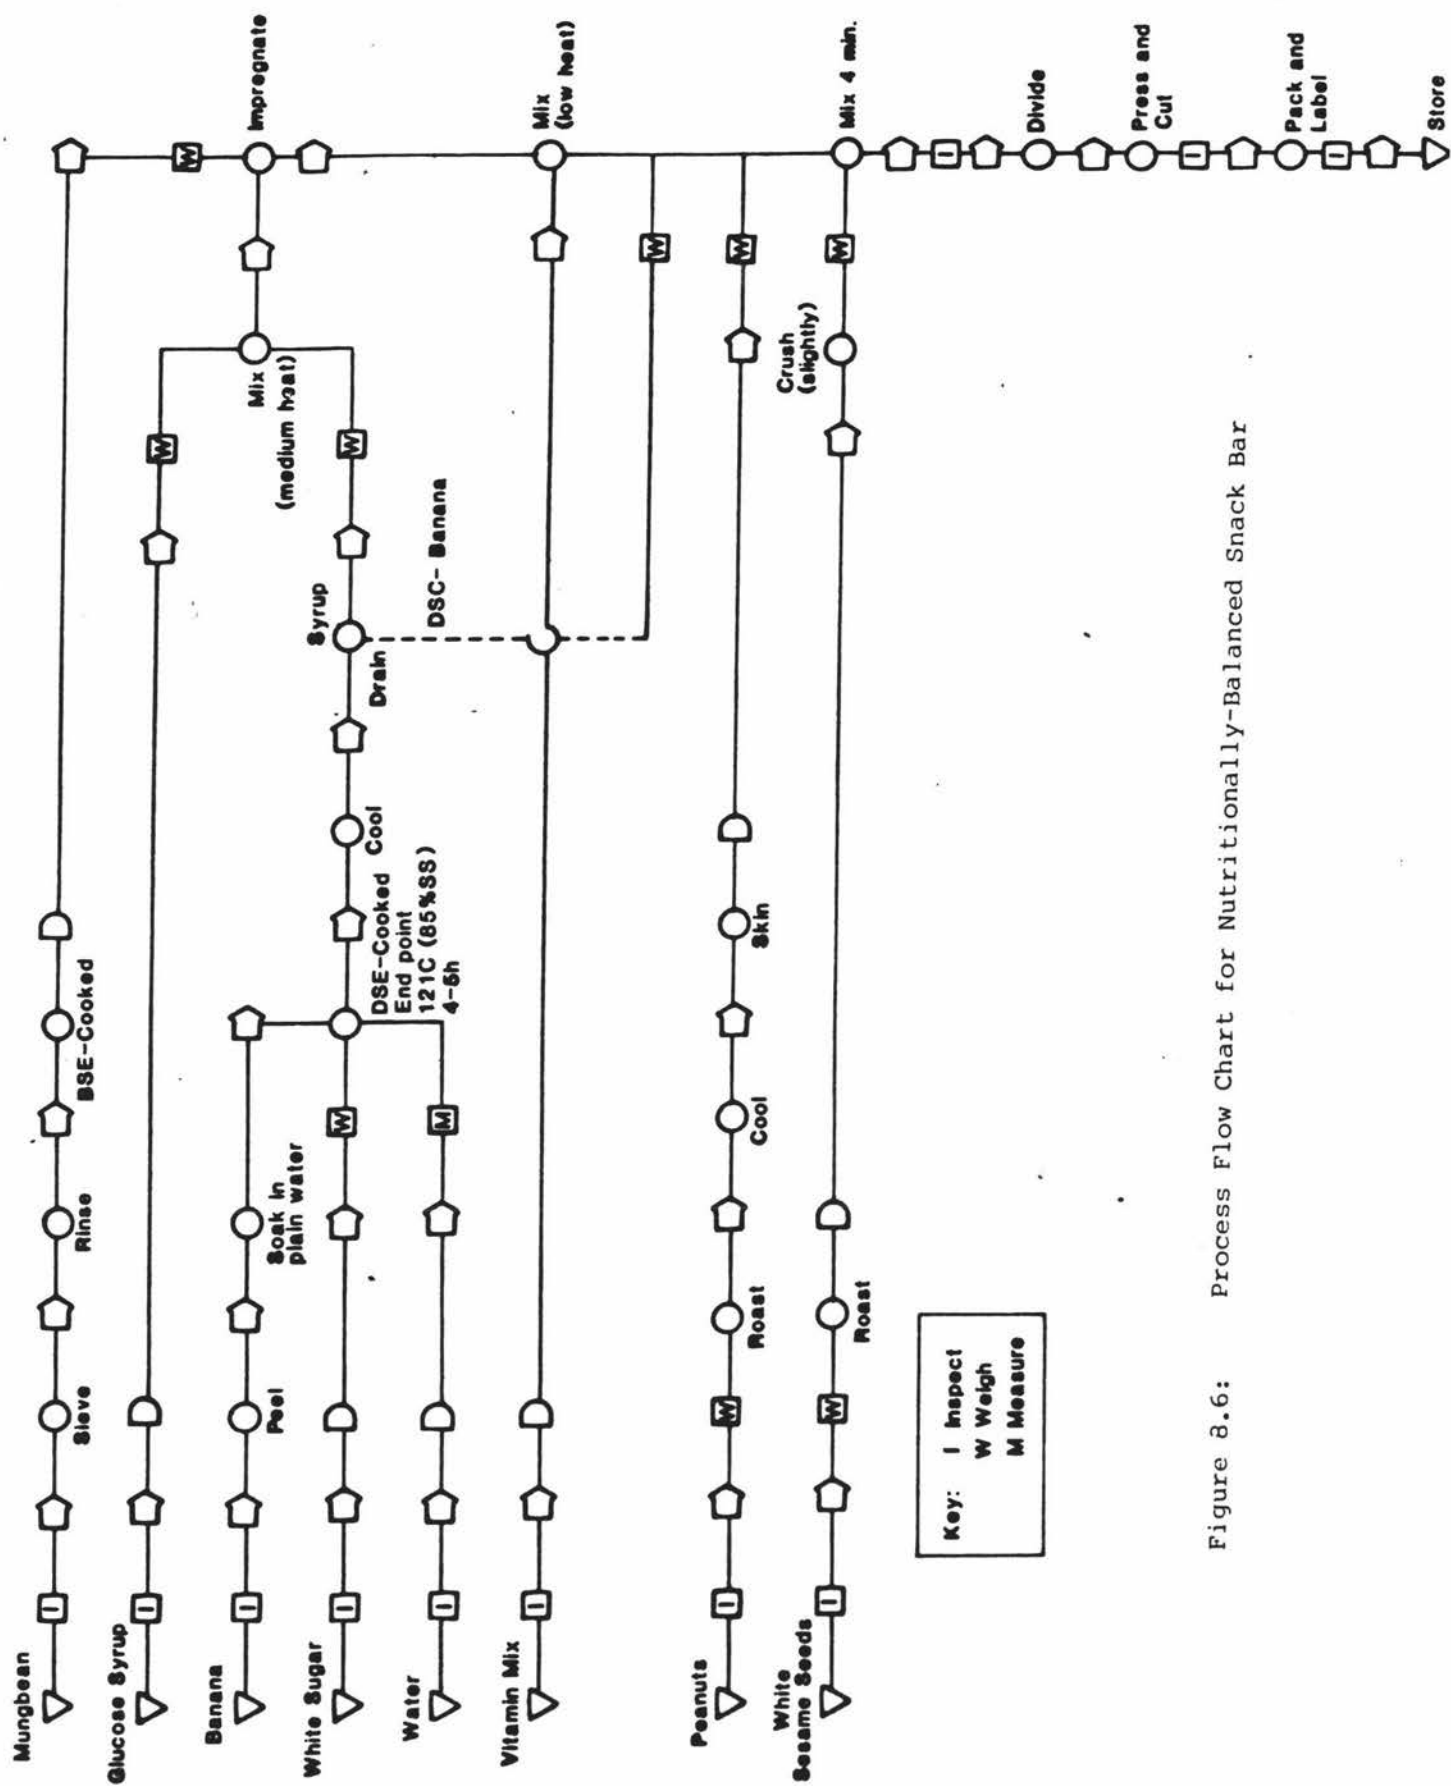 Mungbean
I
Sieve
Rinse
BSE-Cooked
W
Impregnate
Glucose Syrup
I
W
Mix
(medium heat)
Banana
I
Peel
Soak in
plain water
White Sugar
I
W
DSE-Cooked
End point
121C (85%SS)
4-5h
Cool
Drain
Syrup
W
DSC- Banana
Water
I
M
Vitamin Mix
I
Mix
(low heat)
W
Peanuts
I
W
Roast
Cool
Skin
W
White
Sesame Seeds
I
W
Roast
Crush
(slightly)
W
Mix 4 min.
I
Divide
Press and
Cut
I
Pack and
Label
I
Store
Key: I Inspect
W Weigh
M Measure
Figure 8.6: Process Flow Chart for Nutritionally-Balanced Snack Bar